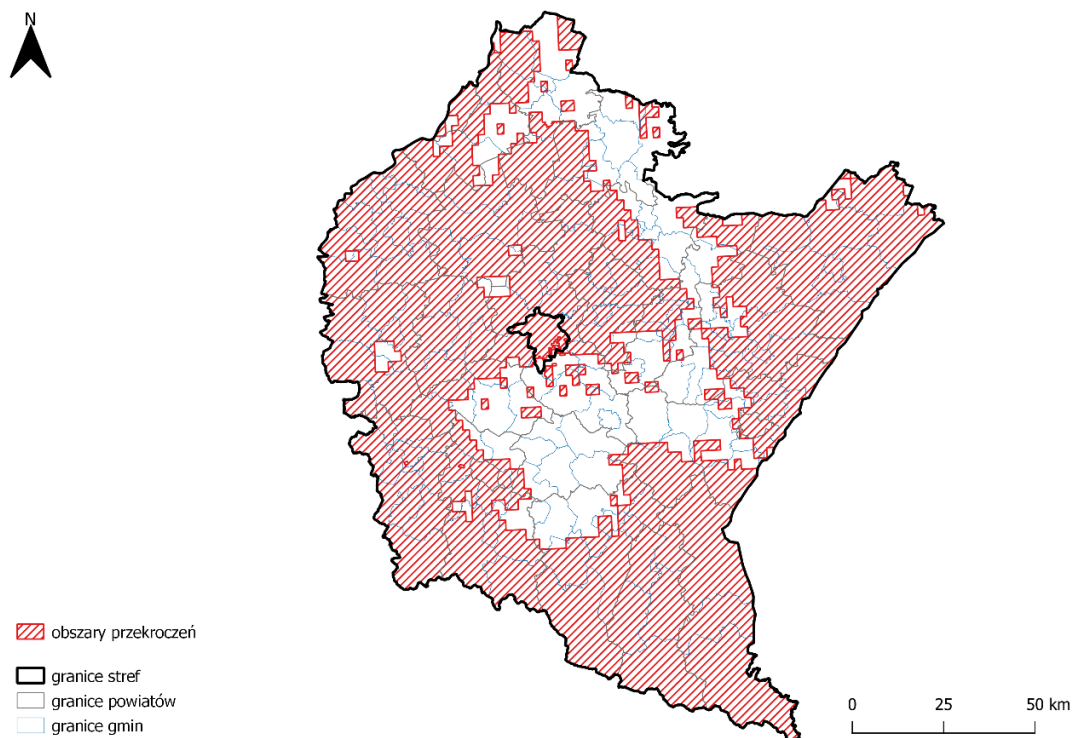 N
obszary przekroczeń
granice stref
granice powiatów
granice gmin
0 25 50 km